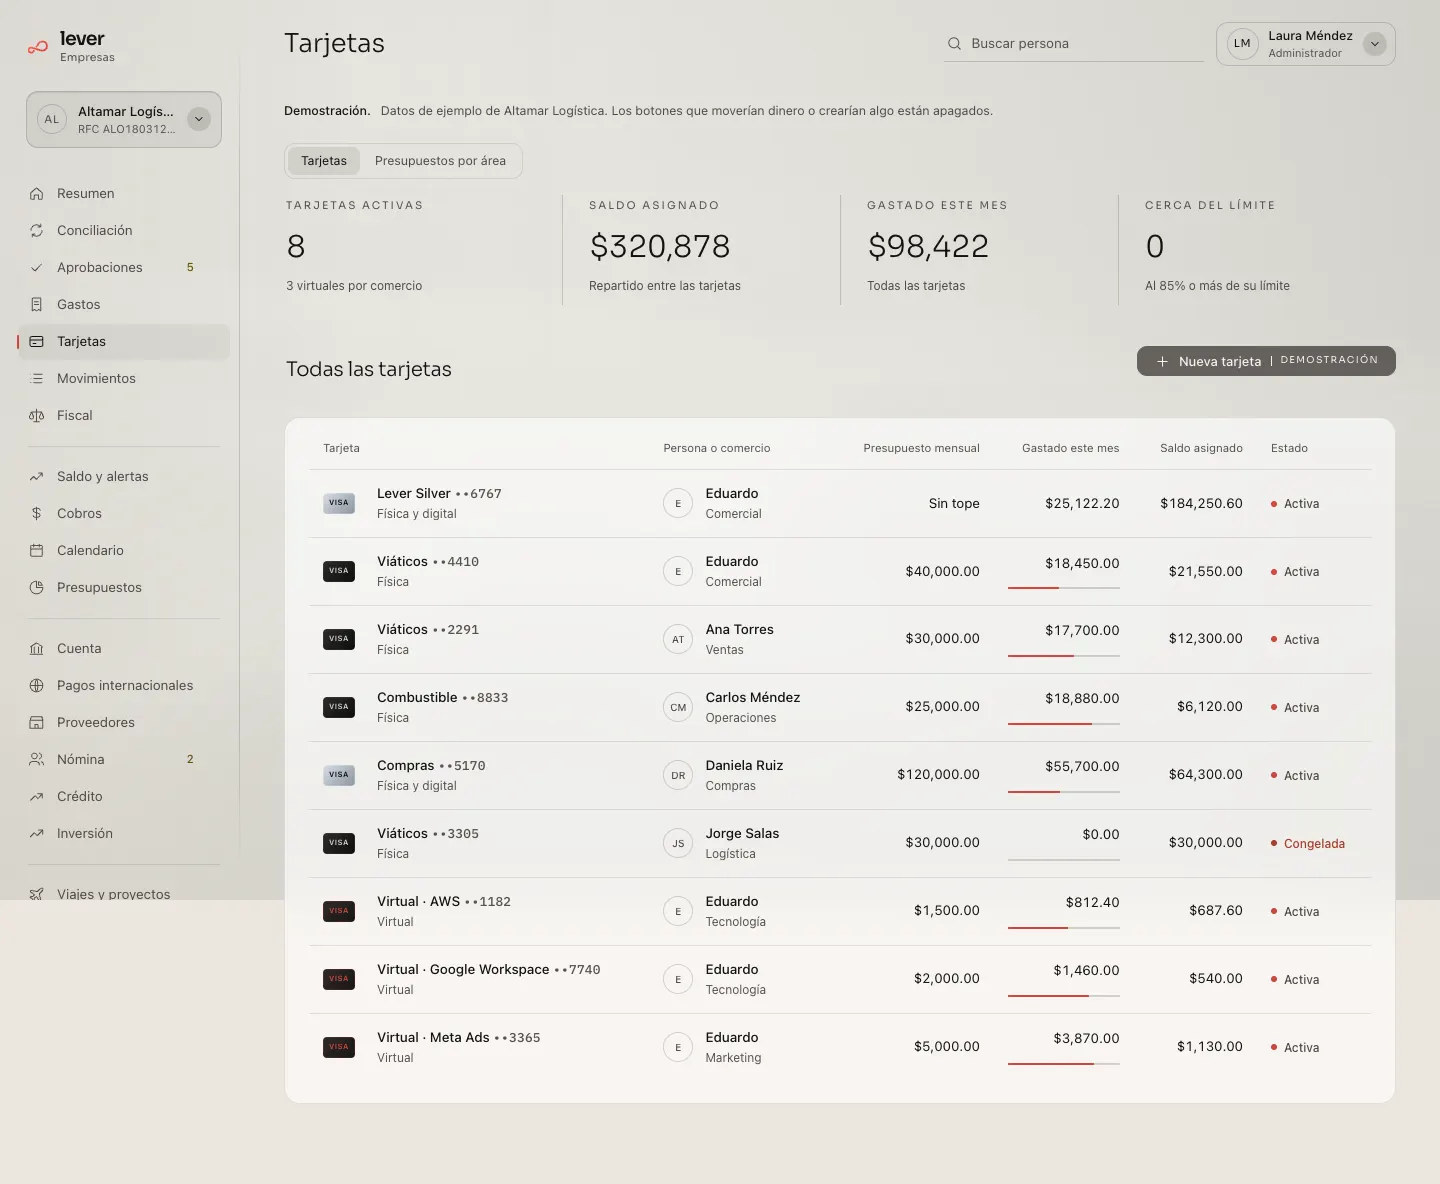 lever
Empresas
AL
Altamar Logís...
RFC ALO180312...
Resumen
Conciliación
Aprobaciones 5
Gastos
Tarjetas
Movimientos
Fiscal
Saldo y alertas
Cobros
Calendario
Presupuestos
Cuenta
Pagos internacionales
Proveedores
Nómina 2
Crédito
Inversión
Viajes y proyectos
Tarjetas
Buscar persona
LM
Laura Méndez
Administrador
Demostración. Datos de ejemplo de Altamar Logística. Los botones que moverían dinero o crearían algo están apagados.
Tarjetas Presupuestos por área
TARJETAS ACTIVAS
8
3 virtuales por comercio
SALDO ASIGNADO
$320,878
Repartido entre las tarjetas
GASTADO ESTE MES
$98,422
Todas las tarjetas
CERCA DEL LÍMITE
0
Al 85% o más de su límite
Todas las tarjetas
+ Nueva tarjeta | DEMOSTRACIÓN
Tarjeta Persona o comercio Presupuesto mensual Gastado este mes Saldo asignado Estado
VISA Lever Silver ••6767 E Eduardo Sin tope $25,122.20 $184,250.60 Activa
Física y digital Comercial
VISA Viáticos ••4410 E Eduardo $40,000.00 $18,450.00 $21,550.00 Activa
Física Comercial
VISA Viáticos ••2291 AT Ana Torres $30,000.00 $17,700.00 $12,300.00 Activa
Física Ventas
VISA Combustible ••8833 CM Carlos Méndez $25,000.00 $18,880.00 $6,120.00 Activa
Física Operaciones
VISA Compras ••5170 DR Daniela Ruiz $120,000.00 $55,700.00 $64,300.00 Activa
Física y digital Compras
VISA Viáticos ••3305 JS Jorge Salas $30,000.00 $0.00 $30,000.00 Congelada
Física Logística
VISA Virtual · AWS ••1182 E Eduardo $1,500.00 $812.40 $687.60 Activa
Virtual Tecnología
VISA Virtual · Google Workspace ••7740 E Eduardo $2,000.00 $1,460.00 $540.00 Activa
Virtual Tecnología
VISA Virtual · Meta Ads ••3365 E Eduardo $5,000.00 $3,870.00 $1,130.00 Activa
Virtual Marketing